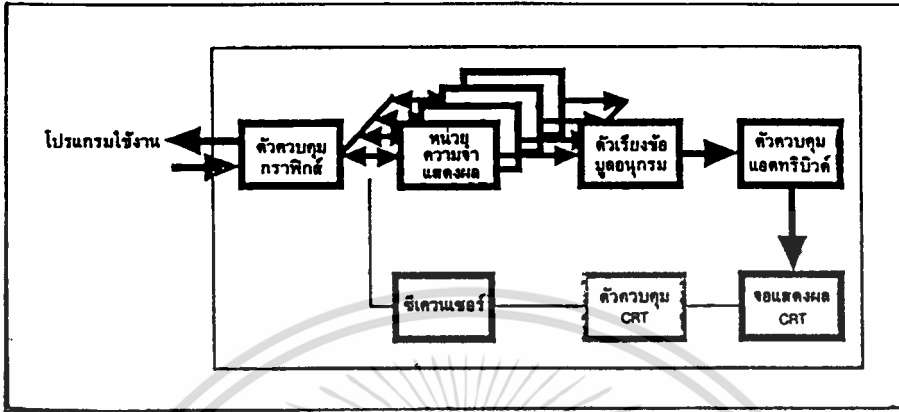 โปรแกรมใช้งาน
ตัวควบคุม
กราฟิกส์
หน่วย
ความจำ
แสดงผล
ตัวเรียงข้อ
มูลอนุกรม
ตัวควบคุม
แอตทริบิวต์
ซีเควนเซอร์
ตัวควบคุม
CRT
จอแสดงผล
CRT